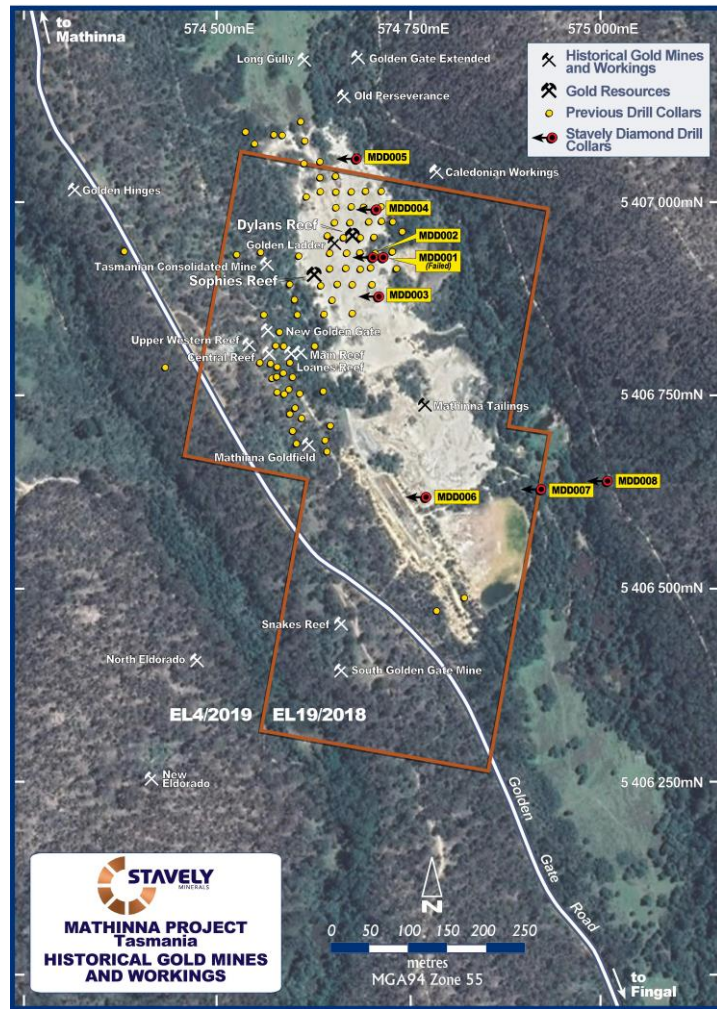 574 500mE
574 750mE
575 000mE
to
Mathinna
Long Gully
Golden Gate Extended
Old Perseverance
Historical Gold Mines
and Workings
Gold Resources
Previous Drill Collars
Stavely Diamond Drill
Collars
MDD005
Caledonian Workings
Golden Hinges
MDD004
5 407 000mN
Dylans Reef
MDD002
Golden Ladder
MDD001
(Failed)
Tasmanian Consolidated Mine
Sophies Reef
MDD003
New Golden Gate
Upper Western Reef
Central Reef
Main Reef
Loanes Reef
5 406 750mN
Mathinna Tailings
Mathinna Goldfield
MDD008
MDD007
MDD006
5 406 500mN
Snakes Reef
North Eldorado
South Golden Gate Mine
EL4/2019
EL19/2018
New
Eldorado
5 406 250mN
Golden Gate Road
STAVELY
MINERALS
MATHINNA PROJECT
Tasmania
HISTORICAL GOLD MINES
AND WORKINGS
N
0 50 100 150 200 250
metres
MGA94 Zone 55
to
Fingal